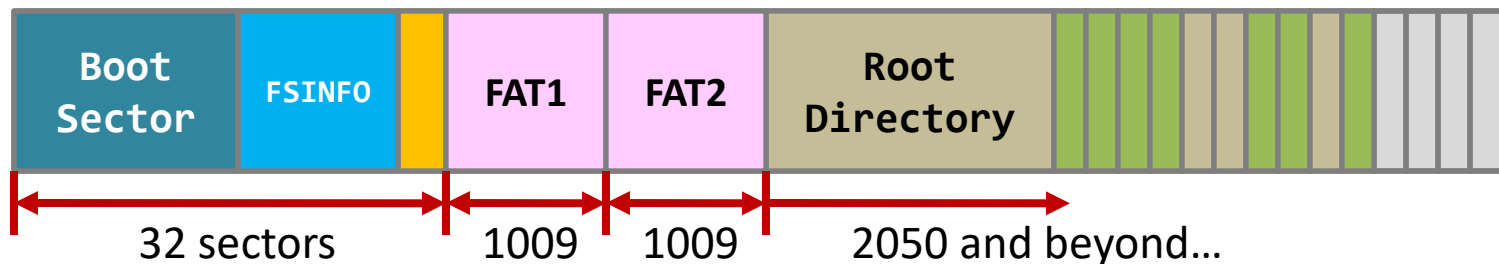 Boot
Sector
FSINFO
FAT1
FAT2
Root
Directory
32 sectors
1009
1009
2050 and beyond…